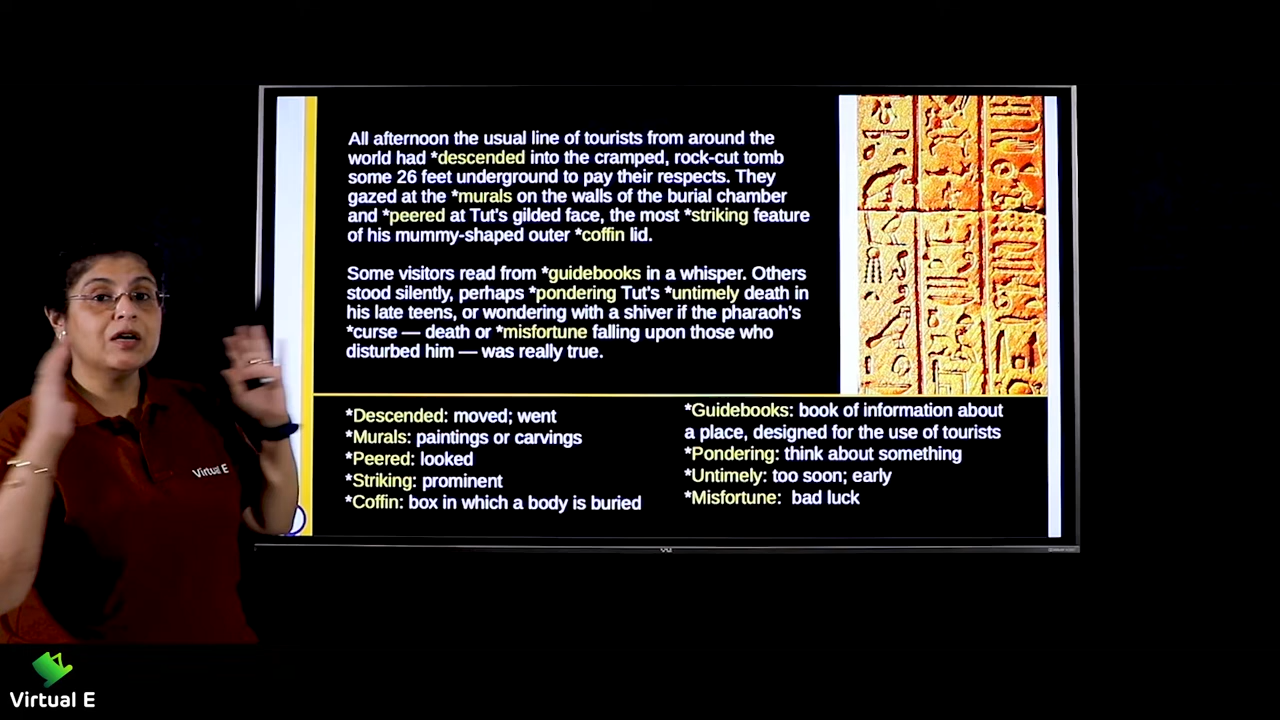 All afternoon the usual line of tourists from around the
world had *descended into the cramped, rock-cut tomb
some 26 feet underground to pay their respects. They
gazed at the *murals on the walls of the burial chamber
and *peered at Tut's gilded face, the most *striking feature
of his mummy-shaped outer *coffin lid.
Some visitors read from *guidebooks in a whisper. Others
stood silently, perhaps *pondering Tut's *untimely death in
his late teens, or wondering with a shiver if the pharaoh's
*curse — death or *misfortune falling upon those who
disturbed him — was really true.
*Descended: moved; went
*Murals: paintings or carvings
*Peered: looked
*Striking: prominent
*Coffin: box in which a body is buried
*Guidebooks: book of information about
a place, designed for the use of tourists
*Pondering: think about something
*Untimely: too soon; early
*Misfortune: bad luck
Virtual E
VU
Virtual E